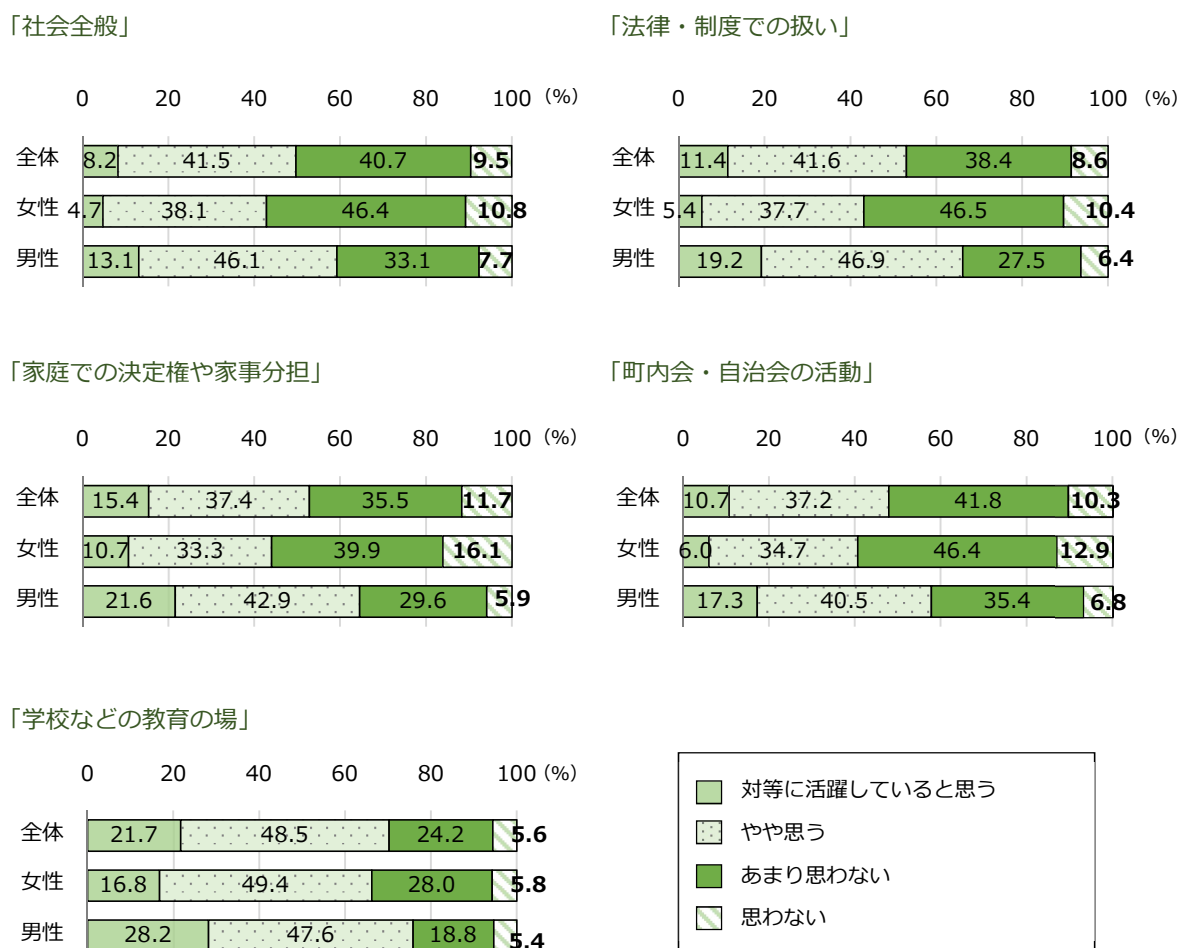 「社会全般」
0 20 40 60 80 100 (%)
全体 8.2 41.5 40.7 9.5
女性 4.7 38.1 46.4 10.8
男性 13.1 46.1 33.1 7.7
「法律・制度での扱い」
0 20 40 60 80 100 (%)
全体 11.4 41.6 38.4 8.6
女性 5.4 37.7 46.5 10.4
男性 19.2 46.9 27.5 6.4
「家庭での決定権や家事分担」
0 20 40 60 80 100 (%)
全体 15.4 37.4 35.5 11.7
女性 10.7 33.3 39.9 16.1
男性 21.6 42.9 29.6 5.9
「町内会・自治会の活動」
0 20 40 60 80 100 (%)
全体 10.7 37.2 41.8 10.3
女性 6.0 34.7 46.4 12.9
男性 17.3 40.5 35.4 6.8
「学校などの教育の場」
0 20 40 60 80 100 (%)
全体 21.7 48.5 24.2 5.6
女性 16.8 49.4 28.0 5.8
男性 28.2 47.6 18.8 5.4
対等に活躍していると思う
やや思う
あまり思わない
思わない